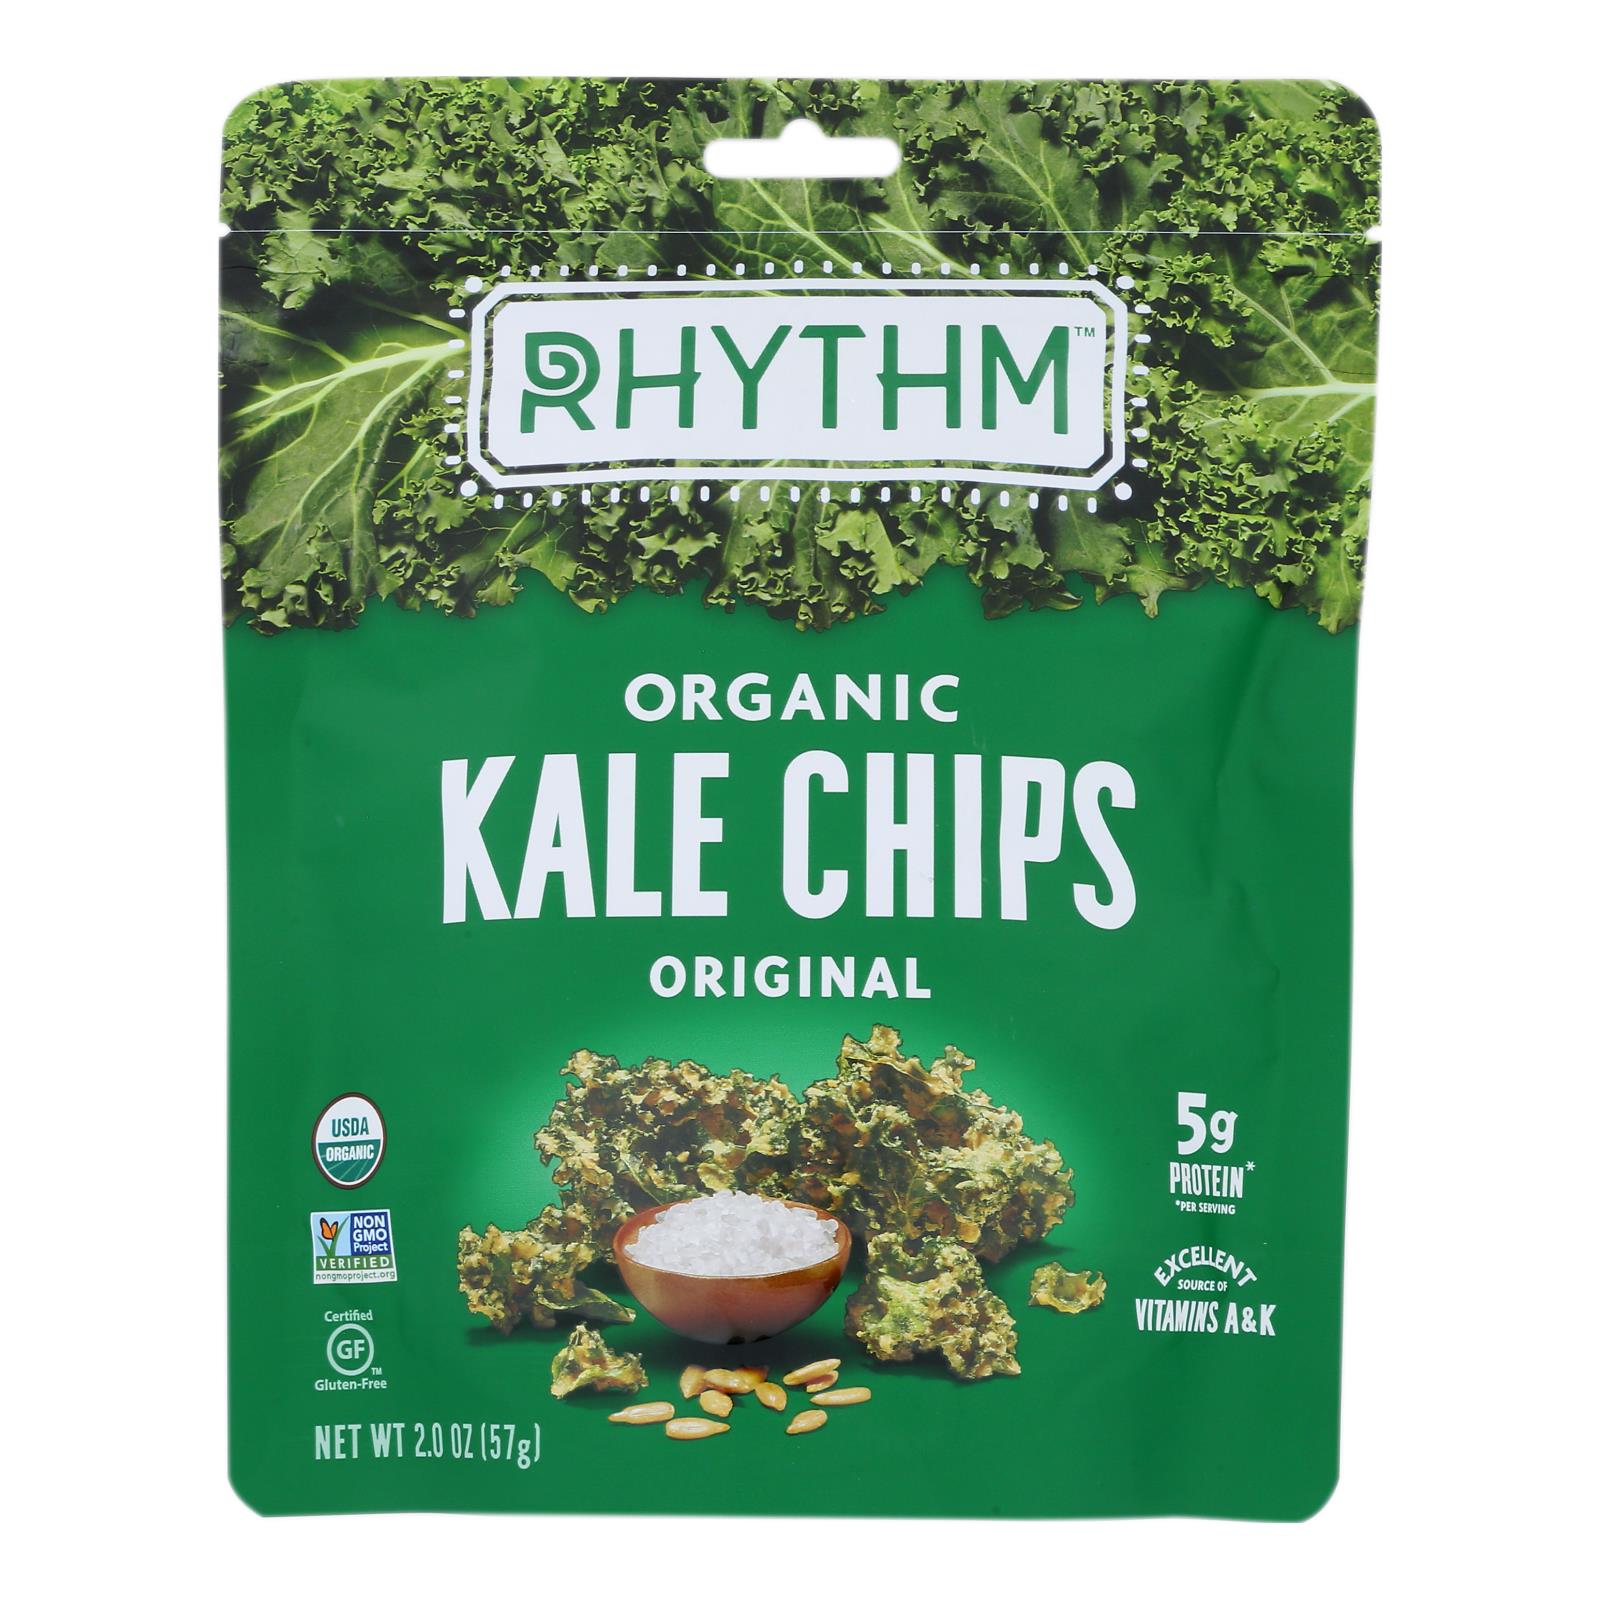 RHYTHM™
ORGANIC
KALE CHIPS
ORIGINAL
USDA
ORGANIC
NON
GMO
Project
VERIFIED
nongmoproject.org
Certified
GF
TM
Gluten-Free
NET WT 2.0 OZ (57g)
5g
PROTEIN*
*PER SERVING
EXCELLENT
SOURCE OF
VITAMINS A & K